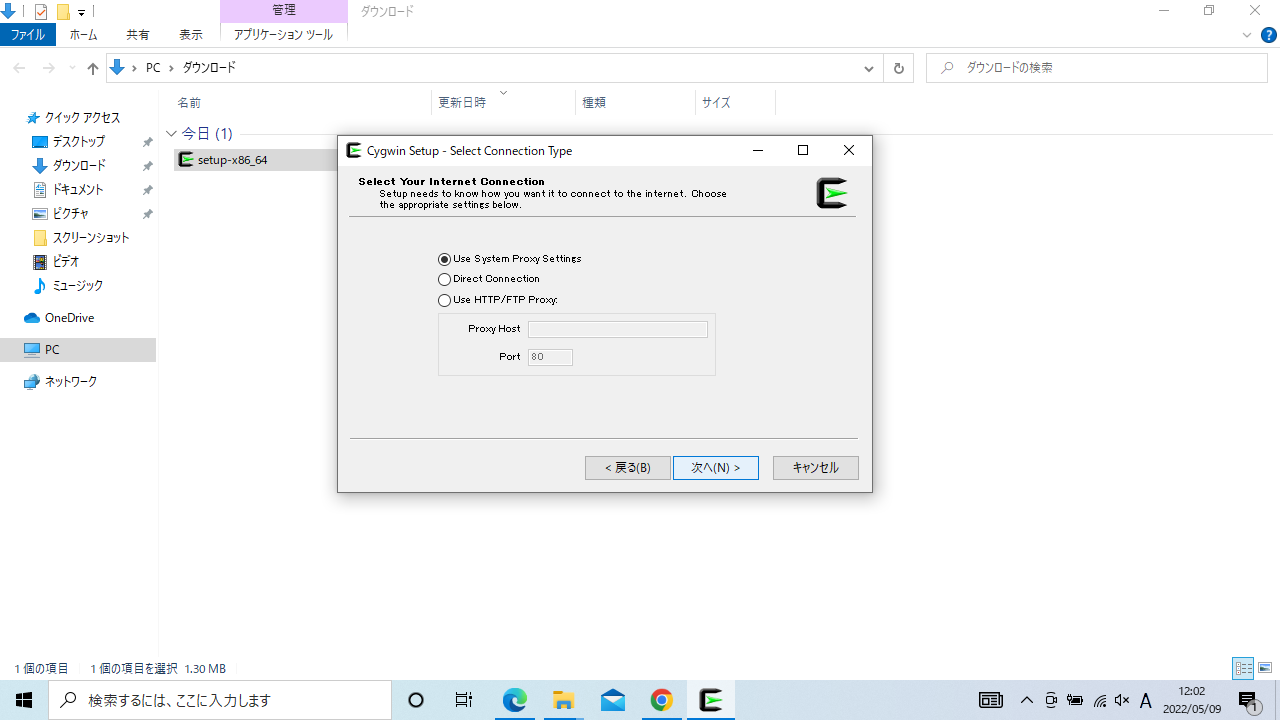 管理
ダウンロード
ファイル
ホーム
共有
表示
アプリケーション ツール
PC
ダウンロード
ダウンロードの検索
名前
更新日時
種類
サイズ
クイック アクセス
デスクトップ
ダウンロード
ドキュメント
ピクチャ
スクリーンショット
ビデオ
ミュージック
OneDrive
PC
ネットワーク
今日 (1)
setup-x86_64
Cygwin Setup - Select Connection Type
Select Your Internet Connection
Setup needs to know how you want it to connect to the internet. Choose
the appropriate settings below.
Use System Proxy Settings
Direct Connection
Use HTTP/FTP Proxy:
Proxy Host
Port
80
< 戻る(B)
次へ(N) >
キャンセル
1 個の項目
1 個の項目を選択 1.30 MB
検索するには、ここに入力します
A
12:02
2022/05/09
1